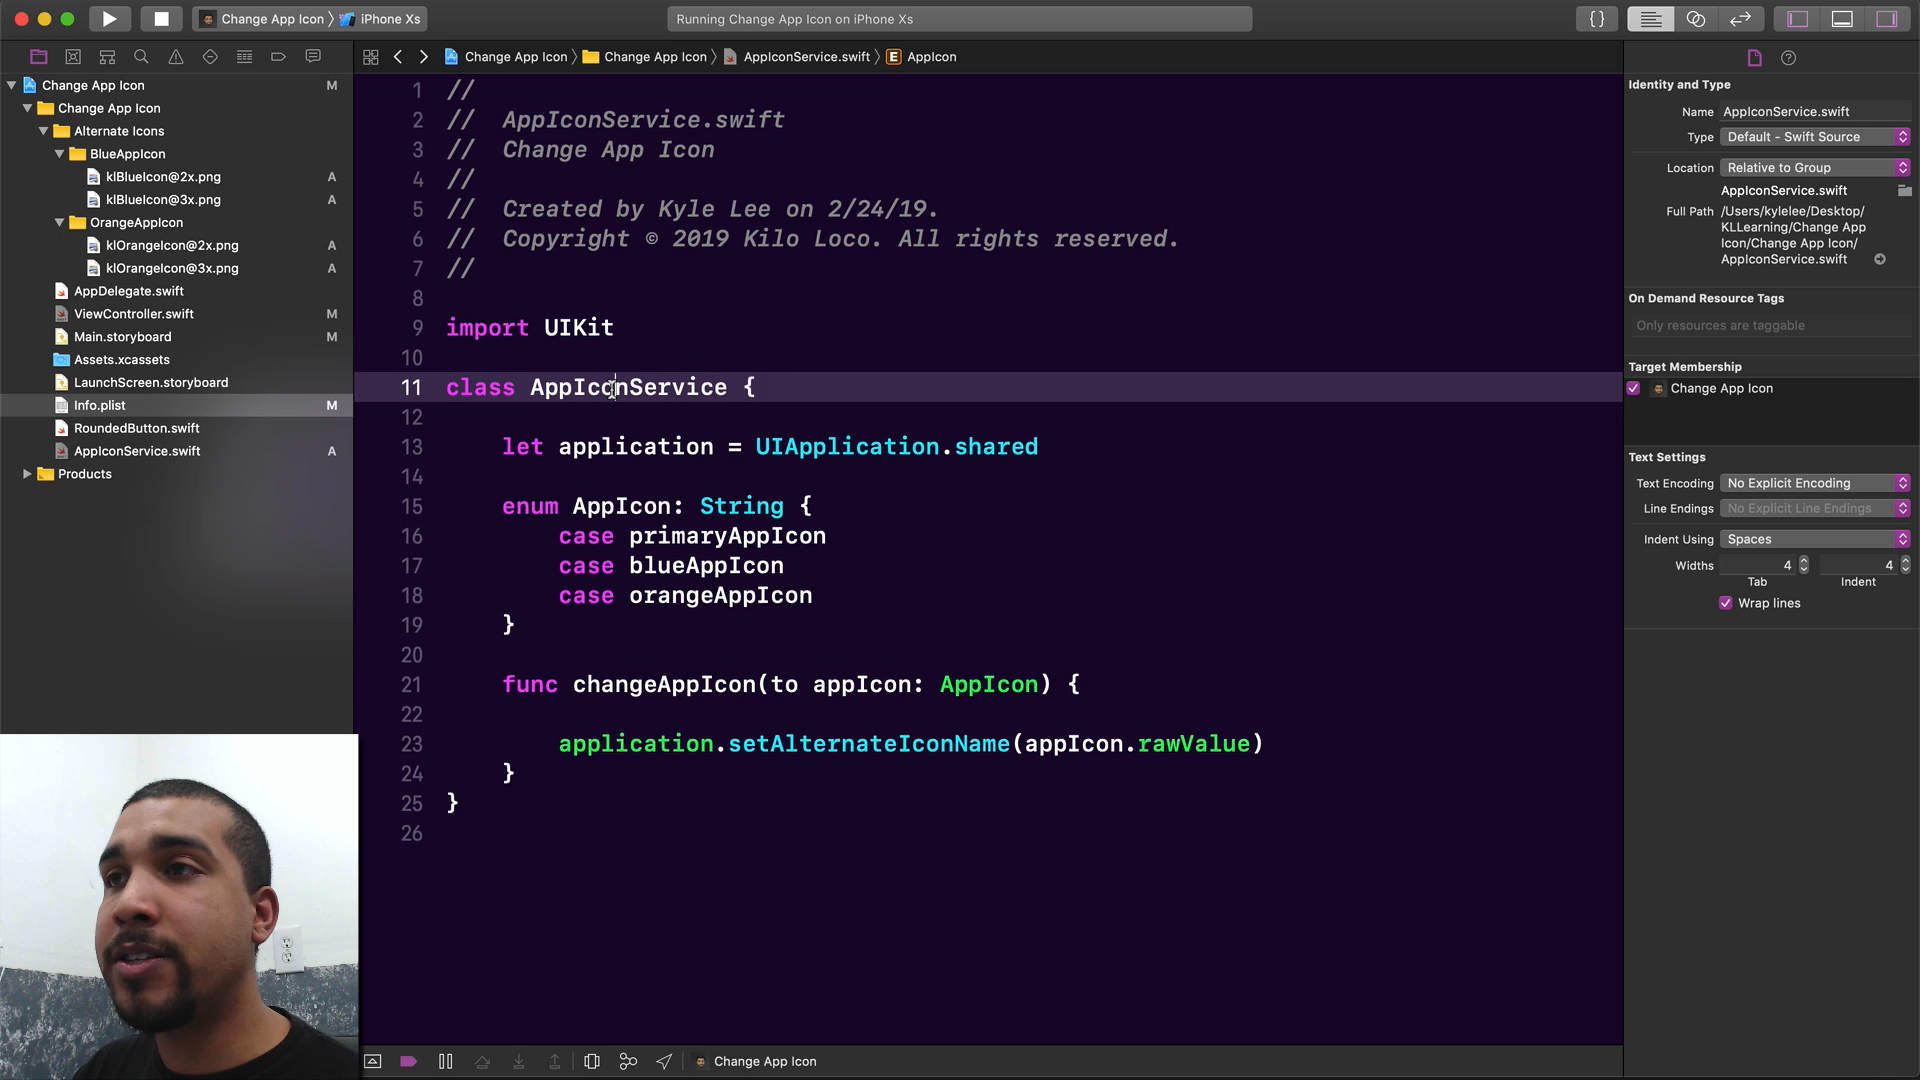 Change App Icon
iPhone Xs
Running Change App Icon on iPhone Xs
{}
Change App Icon
Change App Icon
AppIconService.swift
E AppIcon
Change App Icon M
Change App Icon
Alternate Icons
BlueAppIcon
klBlueIcon@2x.png A
klBlueIcon@3x.png A
OrangeAppIcon
klOrangeIcon@2x.png A
klOrangeIcon@3x.png A
AppDelegate.swift
ViewController.swift M
Main.storyboard M
Assets.xcassets
LaunchScreen.storyboard
Info.plist M
RoundedButton.swift
AppIconService.swift A
Products
1 //
2 // AppIconService.swift
3 // Change App Icon
4 //
5 // Created by Kyle Lee on 2/24/19.
6 // Copyright © 2019 Kilo Loco. All rights reserved.
7 //
8
9 import UIKit
10
11 class AppIconService {
12
13 let application = UIApplication.shared
14
15 enum AppIcon: String {
16 case primaryAppIcon
17 case blueAppIcon
18 case orangeAppIcon
19 }
20
21 func changeAppIcon(to appIcon: AppIcon) {
22
23 application.setAlternateIconName(appIcon.rawValue)
24 }
25 }
26
Change App Icon
Identity and Type
Name AppIconService.swift
Type Default - Swift Source
Location Relative to Group
AppIconService.swift
Full Path /Users/kylelee/Desktop/
KLLearning/Change App
Icon/Change App Icon/
AppIconService.swift
On Demand Resource Tags
Only resources are taggable
Target Membership
Change App Icon
Text Settings
Text Encoding No Explicit Encoding
Line Endings No Explicit Line Endings
Indent Using Spaces
Widths 4 4
Tab Indent
Wrap lines